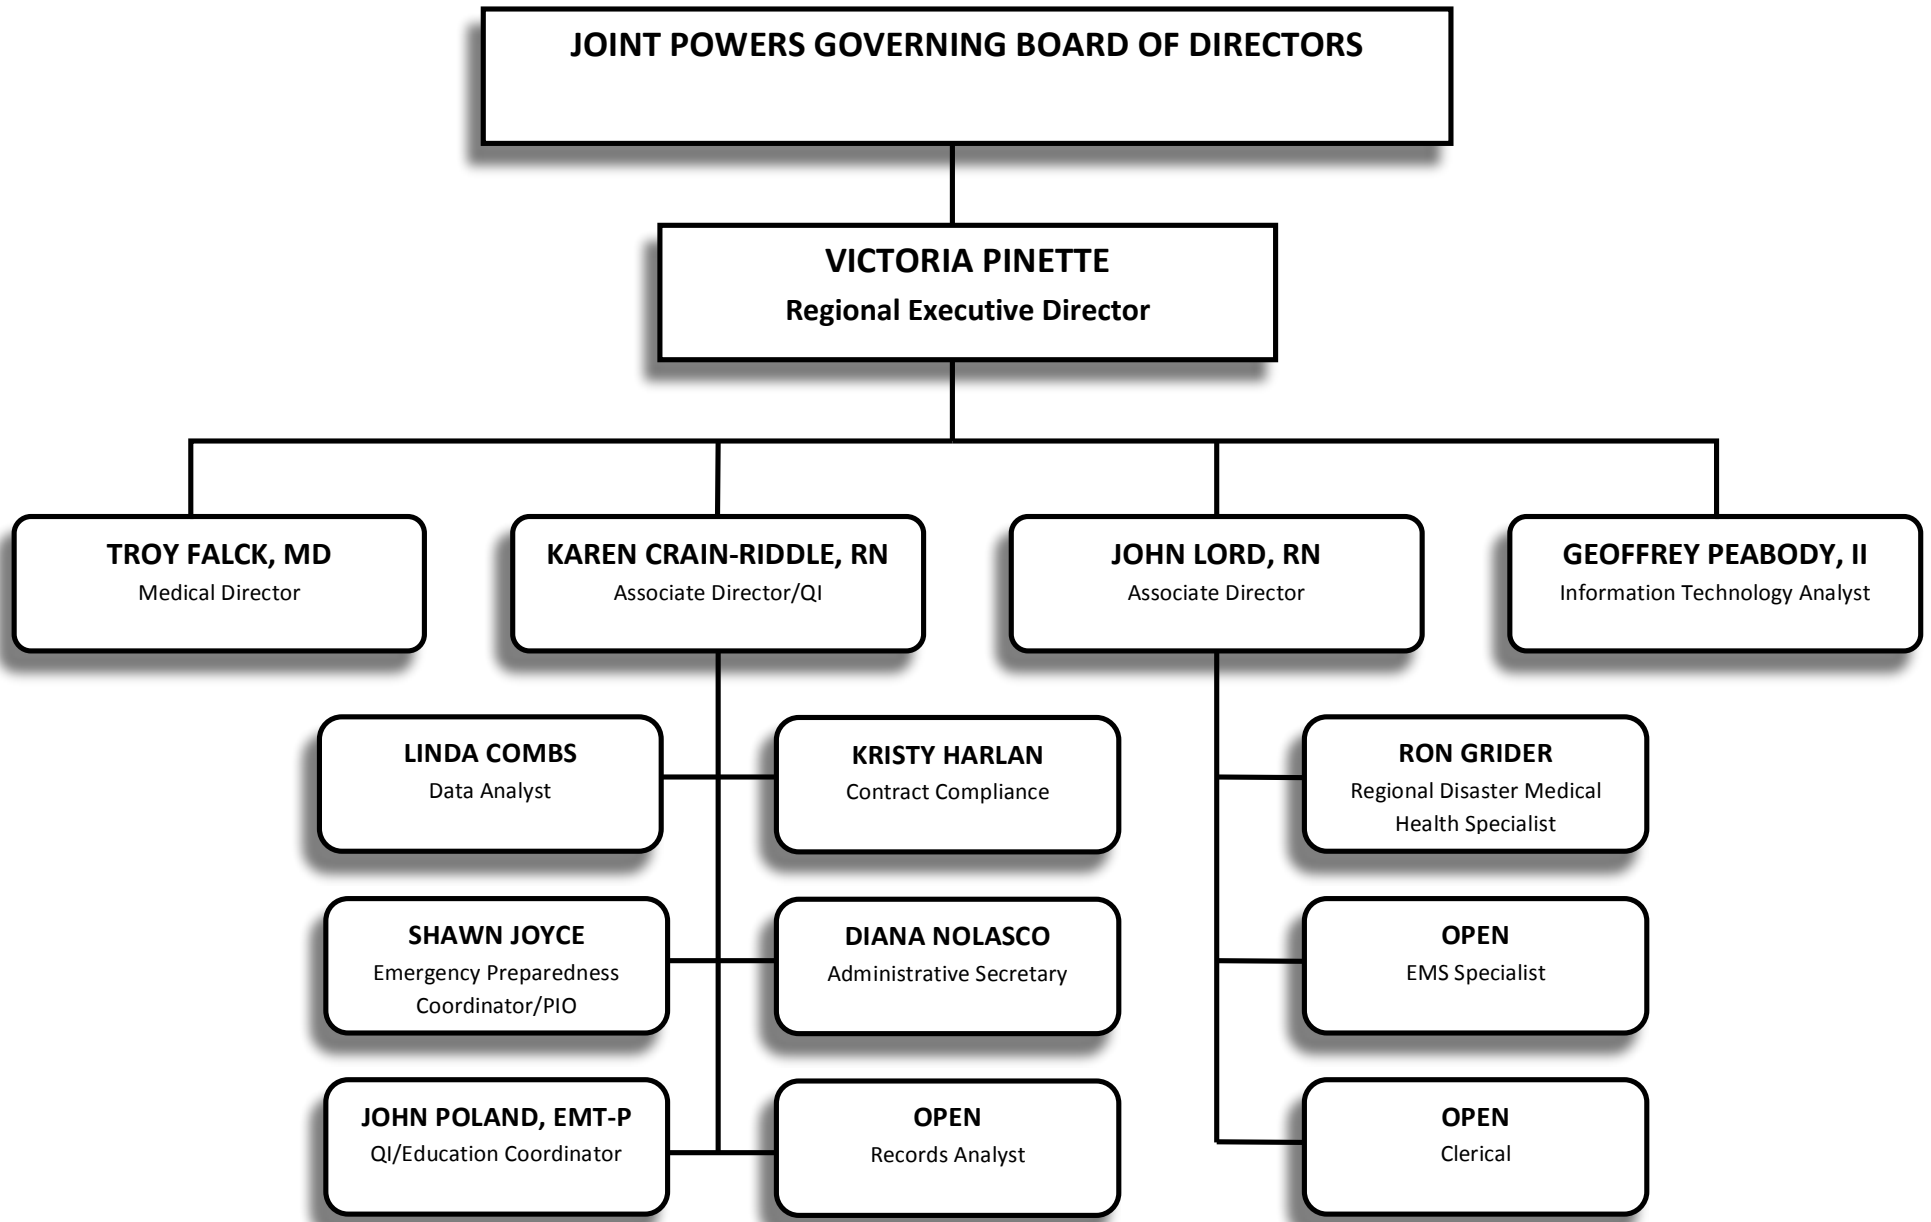 JOINT POWERS GOVERNING BOARD OF DIRECTORS
VICTORIA PINETTE
Regional Executive Director
TROY FALCK, MD
Medical Director
KAREN CRAIN-RIDDLE, RN
Associate Director/QI
JOHN LORD, RN
Associate Director
GEOFFREY PEABODY, II
Information Technology Analyst
LINDA COMBS
Data Analyst
KRISTY HARLAN
Contract Compliance
RON GRIDER
Regional Disaster Medical
Health Specialist
SHAWN JOYCE
Emergency Preparedness
Coordinator/PIO
DIANA NOLASCO
Administrative Secretary
OPEN
EMS Specialist
JOHN POLAND, EMT-P
QI/Education Coordinator
OPEN
Records Analyst
OPEN
Clerical